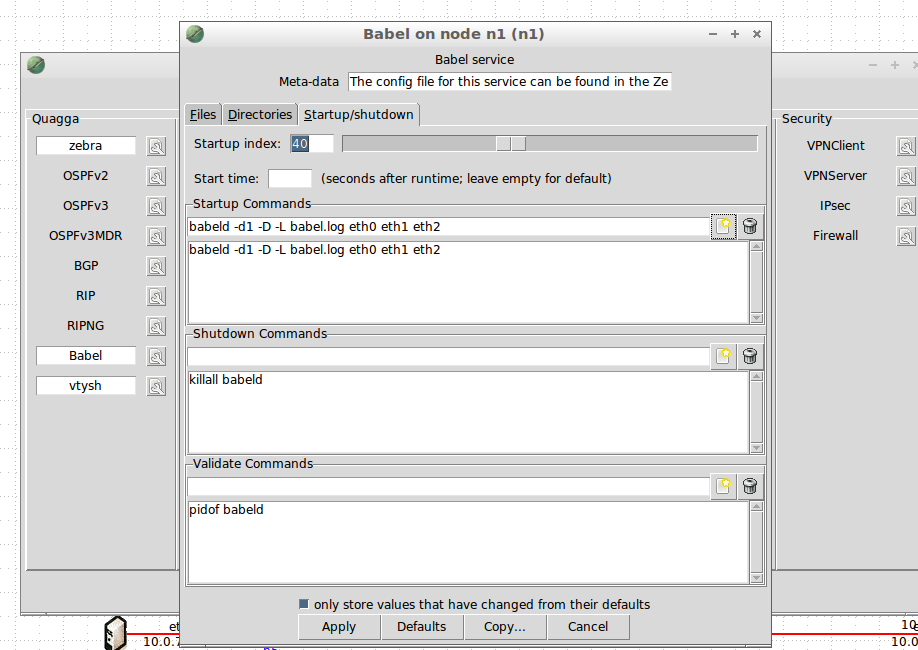 Babel on node n1 (n1)
Babel service
Meta-data The config file for this service can be found in the Ze
Files Directories Startup/shutdown
Startup index: 40
Start time: (seconds after runtime; leave empty for default)
Startup Commands
babeld -d1 -D -L babel.log eth0 eth1 eth2
babeld -d1 -D -L babel.log eth0 eth1 eth2
Shutdown Commands
killall babeld
Validate Commands
pidof babeld
only store values that have changed from their defaults
Apply Defaults Copy... Cancel
Quagga
zebra
OSPFv2
OSPFv3
OSPFv3MDR
BGP
RIP
RIPNG
Babel
vtysh
Security
VPNClient
VPNServer
IPsec
Firewall
et
10.0.7
10
10.0